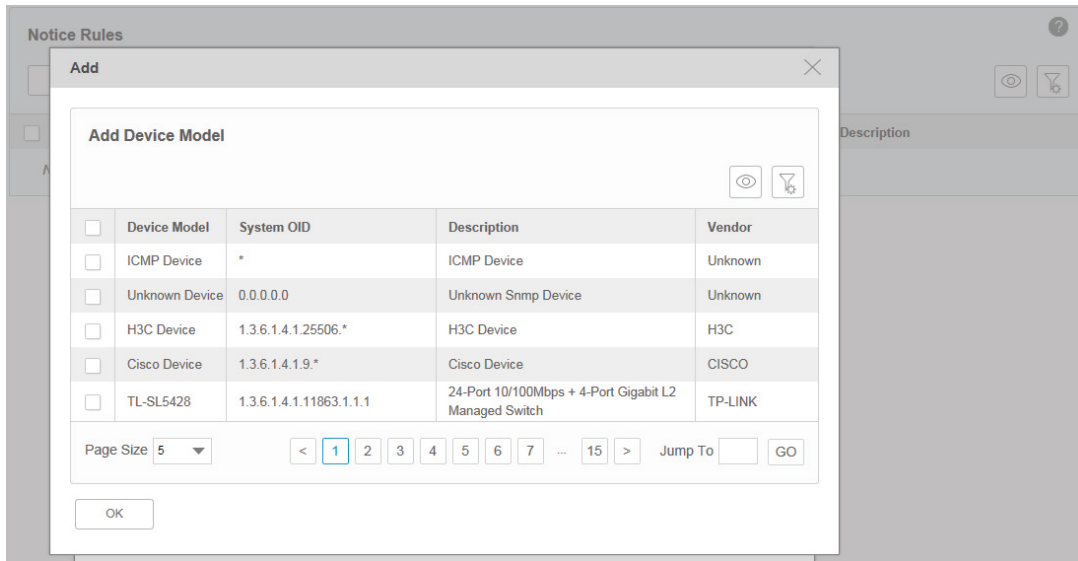 Notice Rules
?
Add
Description
Add Device Model
Device Model System OID Description Vendor
ICMP Device * ICMP Device Unknown
Unknown Device 0.0.0.0.0 Unknown Snmp Device Unknown
H3C Device 1.3.6.1.4.1.25506.* H3C Device H3C
Cisco Device 1.3.6.1.4.1.9.* Cisco Device CISCO
TL-SL5428 1.3.6.1.4.1.11863.1.1.1 24-Port 10/100Mbps + 4-Port Gigabit L2 TP-LINK
Managed Switch
Page Size 5 < 1 2 3 4 5 6 7 ... 15 > Jump To GO
OK